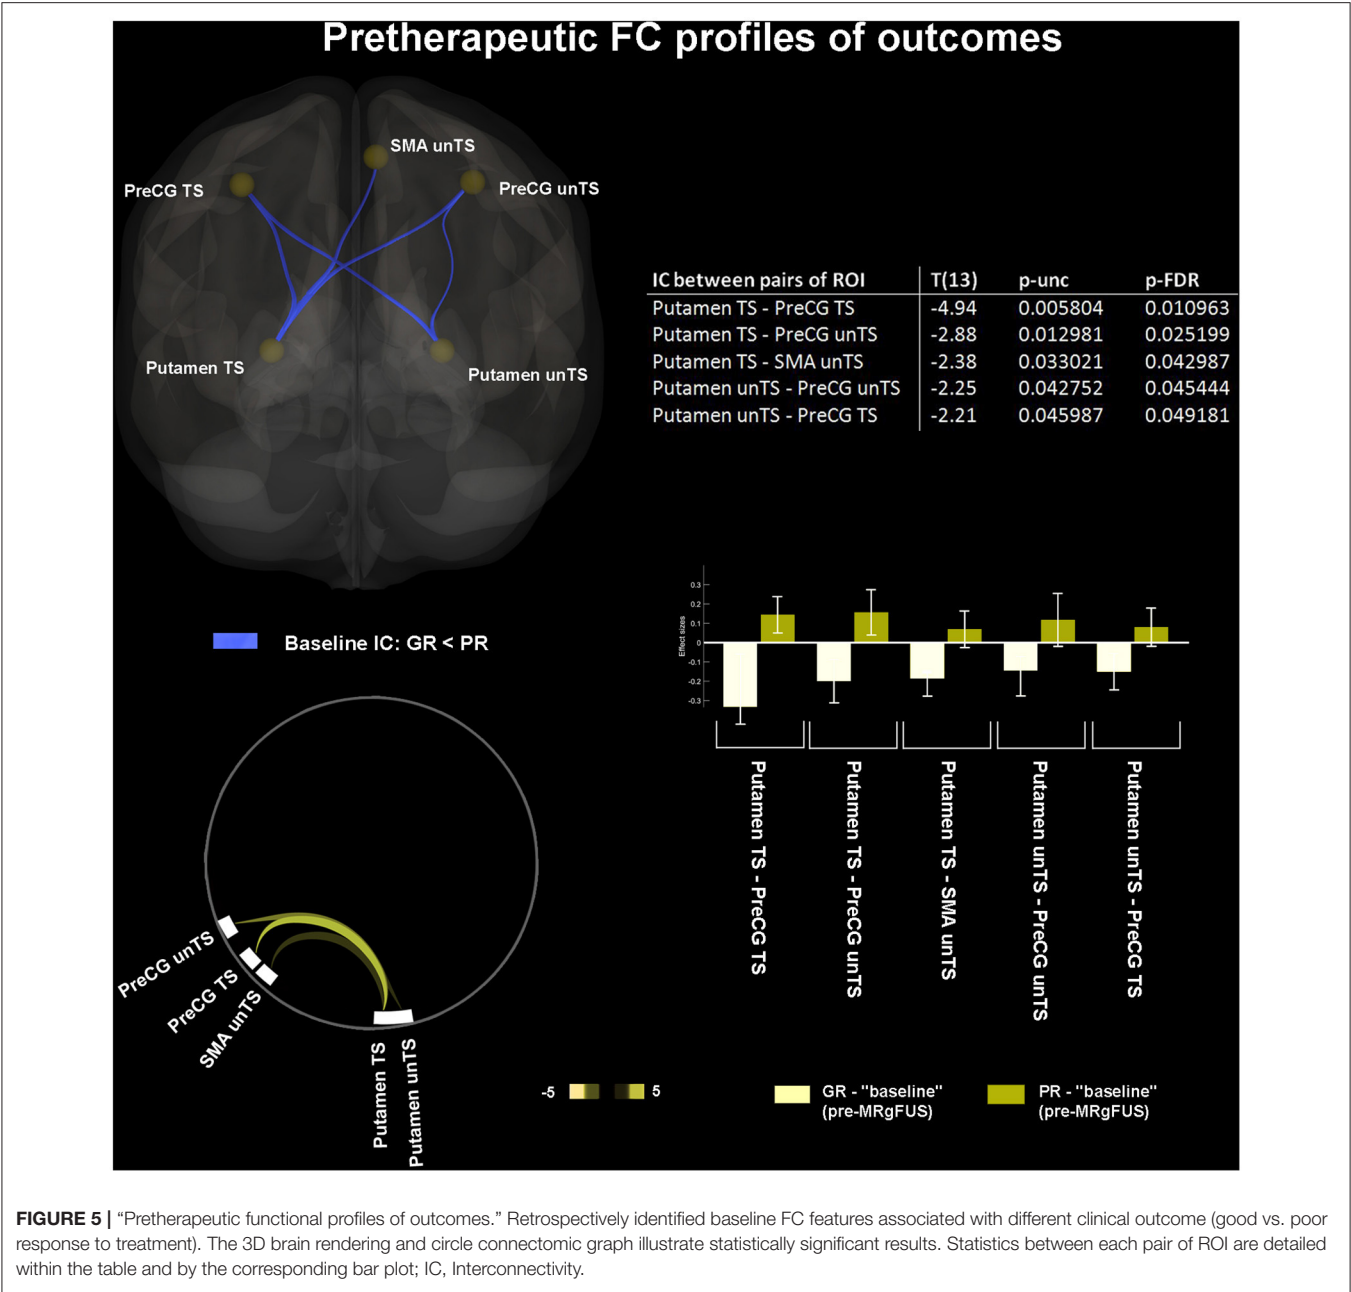 Pretherapeutic FC profiles of outcomes
SMA unTS
PreCG TS
PreCG unTS
Putamen TS
Putamen unTS
Baseline IC: GR < PR
IC between pairs of ROI T(13) p-unc p-FDR
Putamen TS - PreCG TS -4.94 0.005804 0.010963
Putamen TS - PreCG unTS -2.88 0.012981 0.025199
Putamen TS - SMA unTS -2.38 0.033021 0.042987
Putamen unTS - PreCG unTS -2.25 0.042752 0.045444
Putamen unTS - PreCG TS -2.21 0.045987 0.049181
Effect sizes
0.3
0.2
0.1
0
-0.1
-0.2
-0.3
Putamen TS - PreCG TS
Putamen TS - PreCG unTS
Putamen TS - SMA unTS
Putamen unTS - PreCG unTS
Putamen unTS - PreCG TS
PreCG unTS
PreCG TS
SMA unTS
Putamen TS
Putamen unTS
-5 5
GR - "baseline"
(pre-MRgFUS)
PR - "baseline"
(pre-MRgFUS)
FIGURE 5 | “Pretherapeutic functional profiles of outcomes.” Retrospectively identified baseline FC features associated with different clinical outcome (good vs. poor
response to treatment). The 3D brain rendering and circle connectomic graph illustrate statistically significant results. Statistics between each pair of ROI are detailed
within the table and by the corresponding bar plot; IC, Interconnectivity.